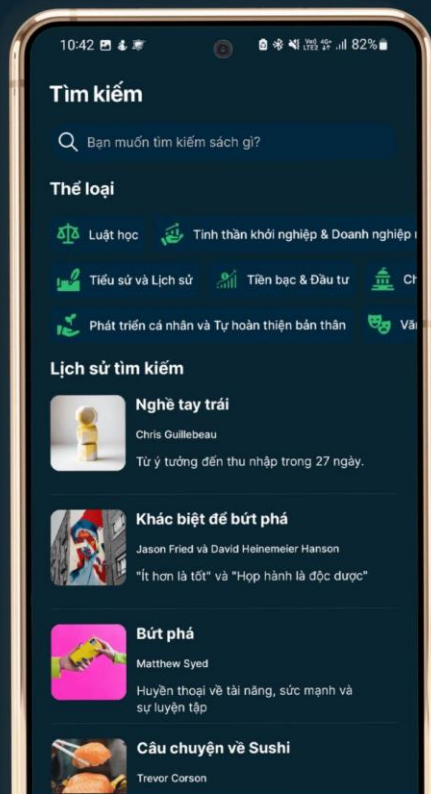 10:42
82%
Tìm kiếm
Bạn muốn tìm kiếm sách gì?
Thể loại
Luật học
Tinh thần khởi nghiệp & Doanh nghiệp
Tiểu sử và Lịch sử
Tiền bạc & Đầu tư
Ch
Phát triển cá nhân và Tự hoàn thiện bản thân
Vă
Lịch sử tìm kiếm
Nghề tay trái
Chris Guillebeau
Từ ý tưởng đến thu nhập trong 27 ngày.
Khác biệt để bứt phá
Jason Fried và David Heinemeier Hanson
"Ít hơn là tốt" và "Họp hành là độc dược"
Bứt phá
Matthew Syed
Huyền thoại về tài năng, sức mạnh và
sự luyện tập
Câu chuyện về Sushi
Trevor Corson